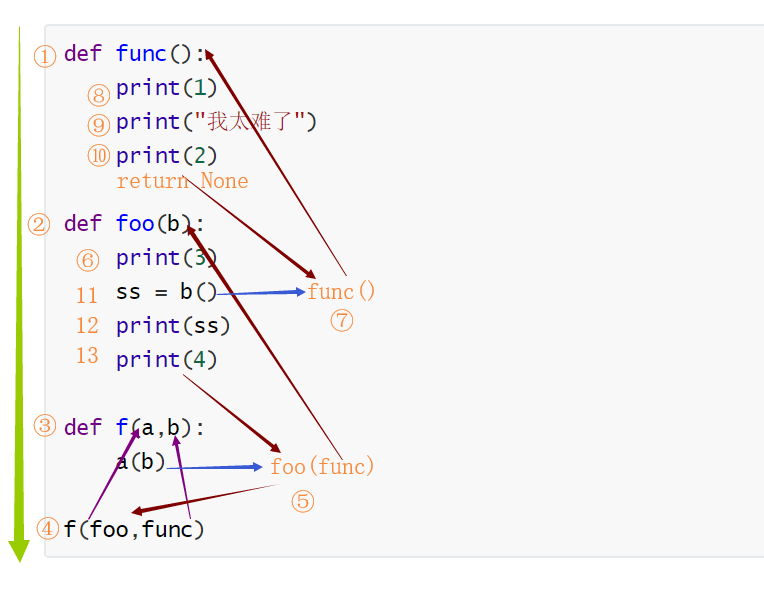 ① def func():
⑧ print(1)
⑨ print("我太难了")
⑩ print(2)
return None
② def foo(b):
⑥ print(3)
11 ss = b() func()
⑦
12 print(ss)
13 print(4)
③ def f(a,b):
a(b) foo(func)
⑤
④ f(foo,func)